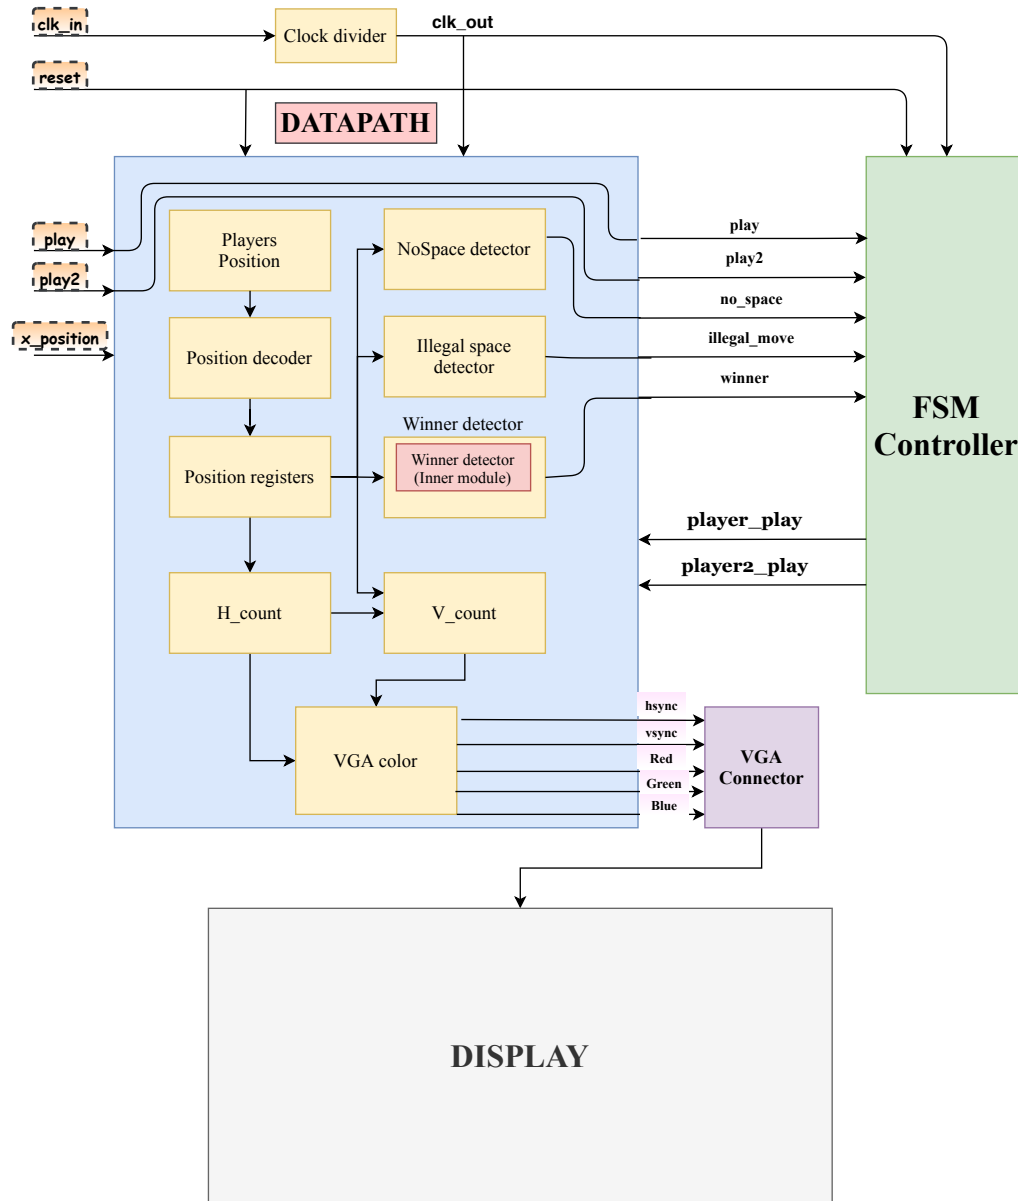 clk_in
Clock divider
clk_out
reset
DATAPATH
play
play2
x_position
Players
Position
NoSpace detector
Position decoder
Illegal space
detector
Winner detector
Position registers
Winner detector
(Inner module)
H_count
V_count
VGA color
play
play2
no_space
illegal_move
winner
FSM
Controller
player_play
player2_play
hsync
vsync
Red
Green
Blue
VGA
Connector
DISPLAY